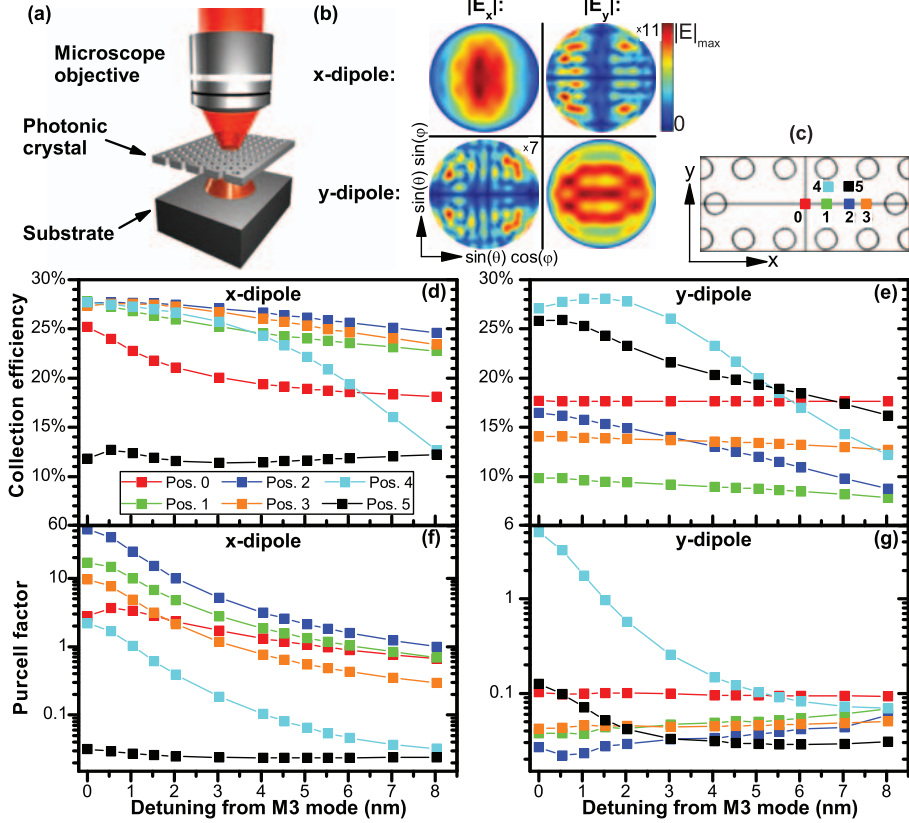 (a)
Microscope
objective
Photonic
crystal
Substrate
(b)
|Eₓ|:
|Eᵧ|:
x-dipole:
×11
|E|max
0
y-dipole:
×7
sin(θ) sin(φ)
sin(θ) cos(φ)
(c)
y
4 5
0 1 2 3
x
x-dipole
(d)
Collection efficiency
30%
25%
20%
15%
10%
Pos. 0 Pos. 2 Pos. 4
Pos. 1 Pos. 3 Pos. 5
y-dipole
(e)
30%
25%
20%
15%
10%
x-dipole
(f)
Purcell factor
60
10
1
0.1
0 1 2 3 4 5 6 7 8
Detuning from M3 mode (nm)
y-dipole
(g)
6
1
0.1
0 1 2 3 4 5 6 7 8
Detuning from M3 mode (nm)